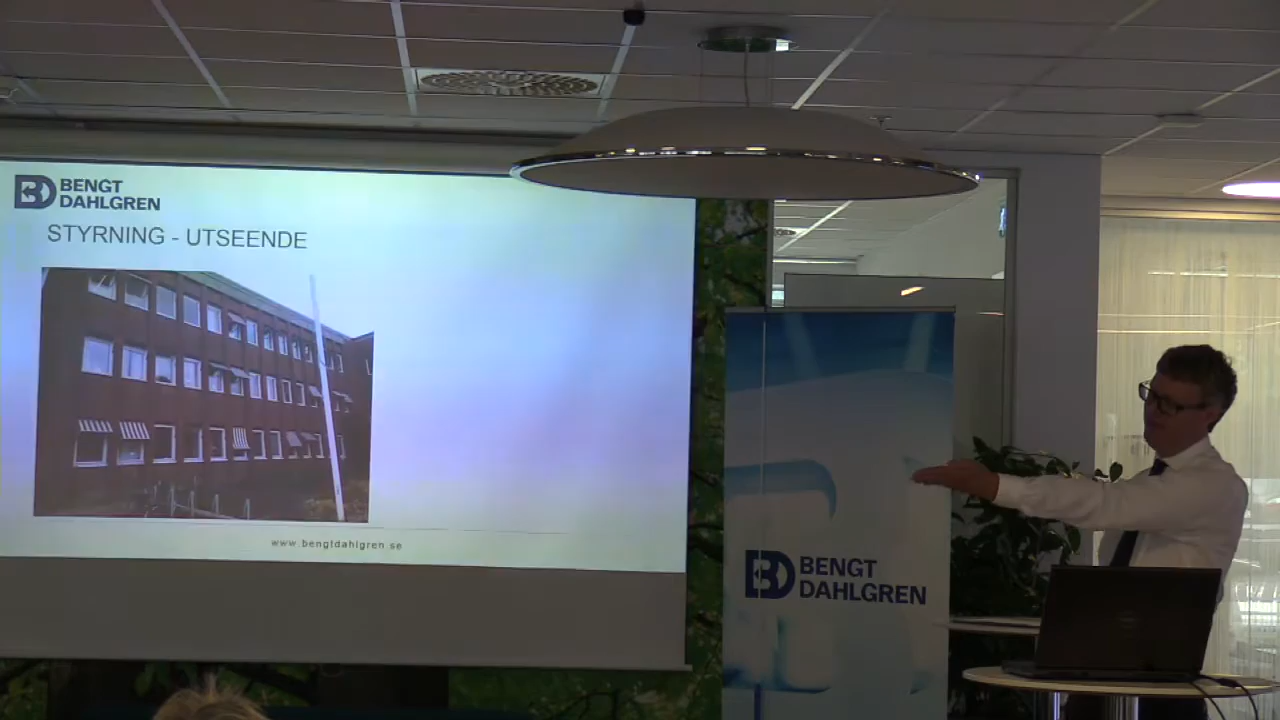 BENGT
DAHLGREN
STYRNING - UTSEENDE
www.bengtdahlgren.se
BENGT
DAHLGREN